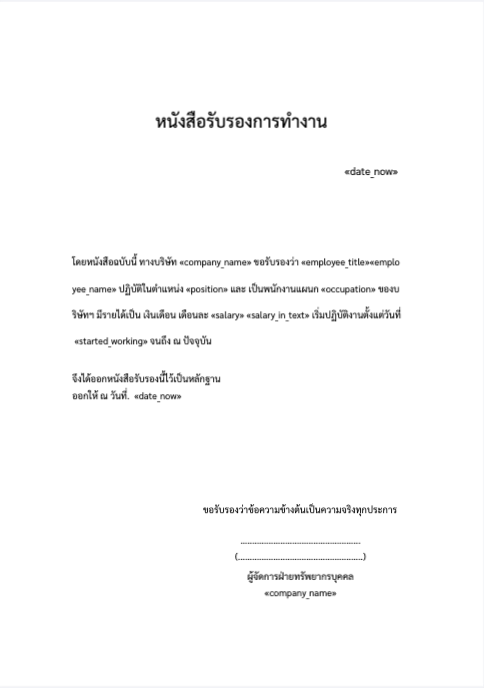 หนังสือรับรองการทำงาน
«date_now»
โดยหนังสือฉบับนี้ ทางบริษัท «company_name» ขอรับรองว่า «employee_title»«emplo
yee_name» ปฏิบัติในตำแหน่ง «position» และ เป็นพนักงานแผนก «occupation» ของบ
ริษัทฯ มีรายได้เป็น เงินเดือน เดือนละ «salary» «salary_in_text» เริ่มปฏิบัติงานตั้งแต่วันที่
«started_working» จนถึง ณ ปัจจุบัน
จึงได้ออกหนังสือรับรองนี้ไว้เป็นหลักฐาน
ออกให้ ณ วันที่. «date_now»
ขอรับรองว่าข้อความข้างต้นเป็นความจริงทุกประการ
......................................................
(........................................................)
ผู้จัดการฝ่ายทรัพยากรบุคคล
«company_name»